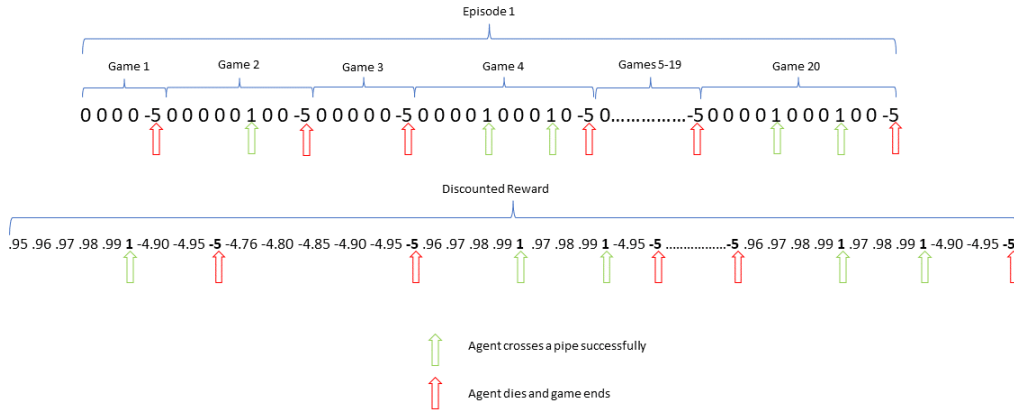 Episode 1
Game 1 Game 2 Game 3 Game 4 Games 5-19 Game 20
0 0 0 0 -5 0 0 0 0 0 1 0 0 -5 0 0 0 0 0 -5 0 0 0 0 1 0 0 0 1 0 -5 0..............-5 0 0 0 0 1 0 0 0 1 0 0 -5
Discounted Reward
.95 .96 .97 .98 .99 1 -4.90 -4.95 -5 -4.76 -4.80 -4.85 -4.90 -4.95 -5 .96 .97 .98 .99 1 .97 .98 .99 1 -4.95 -5 ................-5 .96 .97 .98 .99 1 .97 .98 .99 1 -4.90 -4.95 -5
Agent crosses a pipe successfully
Agent dies and game ends